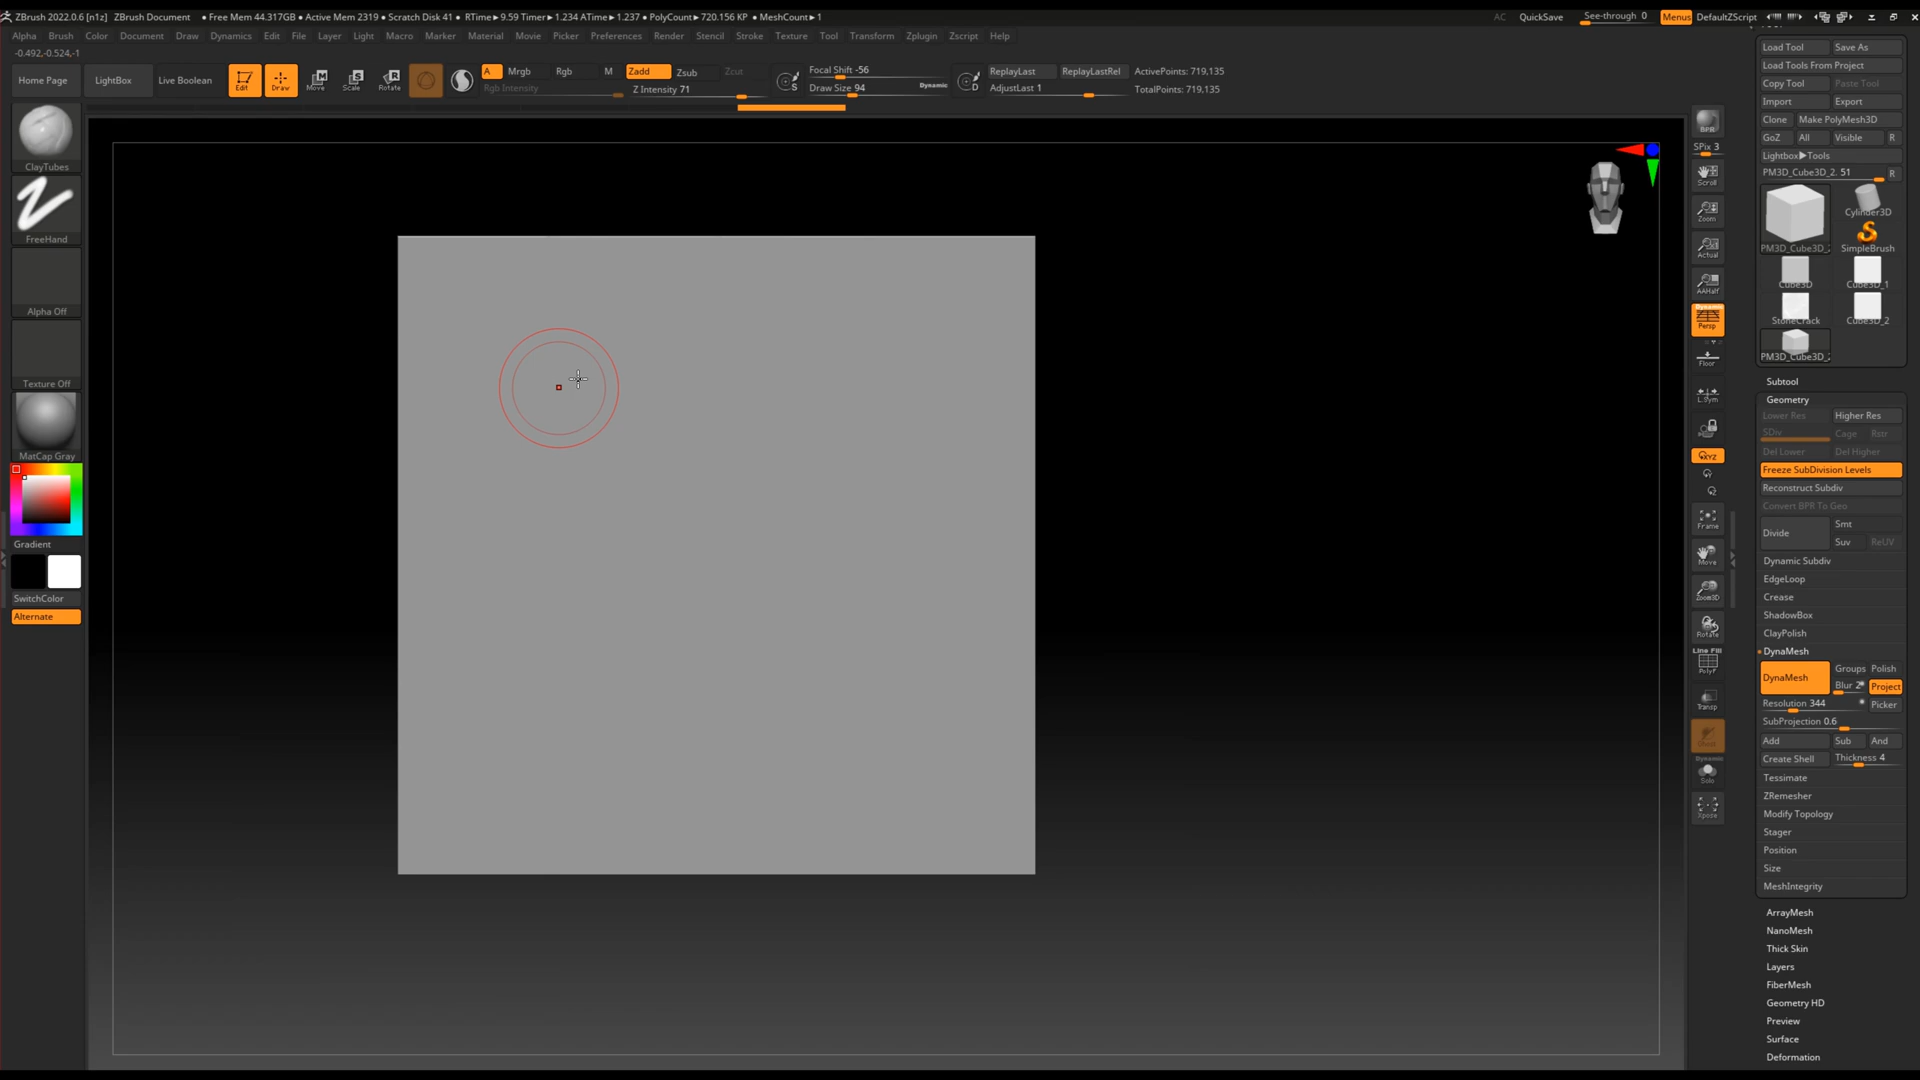 ZBrush 2022.0.6 [n1z] ZBrush Document • Free Mem 44.317GB • Active Mem 2319 • Scratch Disk 41 • RTime▸9.59 Timer▸1.234 ATime▸1.237 • PolyCount▸720.156 KP • MeshCount▸1 AC QuickSave See-through 0 Menus DefaultZScript
Alpha Brush Color Document Draw Dynamics Edit File Layer Light Macro Marker Material Movie Picker Preferences Render Stencil Stroke Texture Tool Transform Zplugin Zscript Help
-0.492,-0.524,-1
Home Page LightBox Live Boolean Edit Draw Move Scale Rotate
A Mrgb Rgb M Zadd Zsub Zcut Focal Shift -56 ReplayLast ReplayLastRel ActivePoints: 719,135
Rgb Intensity Z Intensity 71 Draw Size 94 Dynamic AdjustLast 1 TotalPoints: 719,135
S D
ClayTubes
FreeHand
Alpha Off
Texture Off
MatCap Gray
Gradient
SwitchColor
Alternate
BPR
SPix 3
Scroll
Zoom
Actual
AAHalf
Dynamic
Persp
Floor
L.Sym
XYZ
Frame
Move
Zoom3D
Rotate
Line Fill
PolyF
Transp
Dynamic
Solo
Xpose
Load Tool Save As
Load Tools From Project
Copy Tool Paste Tool
Import Export
Clone Make PolyMesh3D
GoZ All Visible R
Lightbox▶Tools
PM3D_Cube3D_2. 51 R
Cylinder3D
PM3D_Cube3D_2 SimpleBrush
Cube3D Cube3D_1
StoneCrack Cube3D_2
PM3D_Cube3D_2
Subtool
Geometry
Lower Res Higher Res
SDiv Cage Rstr
Del Lower Del Higher
Freeze SubDivision Levels
Reconstruct Subdiv
Convert BPR To Geo
Divide Smt
Suv ReUV
Dynamic Subdiv
EdgeLoop
Crease
ShadowBox
ClayPolish
DynaMesh
DynaMesh Groups Polish
Blur 2 Project
Resolution 344 Picker
SubProjection 0.6
Add Sub And
Create Shell Thickness 4
Tessimate
ZRemesher
Modify Topology
Stager
Position
Size
MeshIntegrity
ArrayMesh
NanoMesh
Thick Skin
Layers
FiberMesh
Geometry HD
Preview
Surface
Deformation